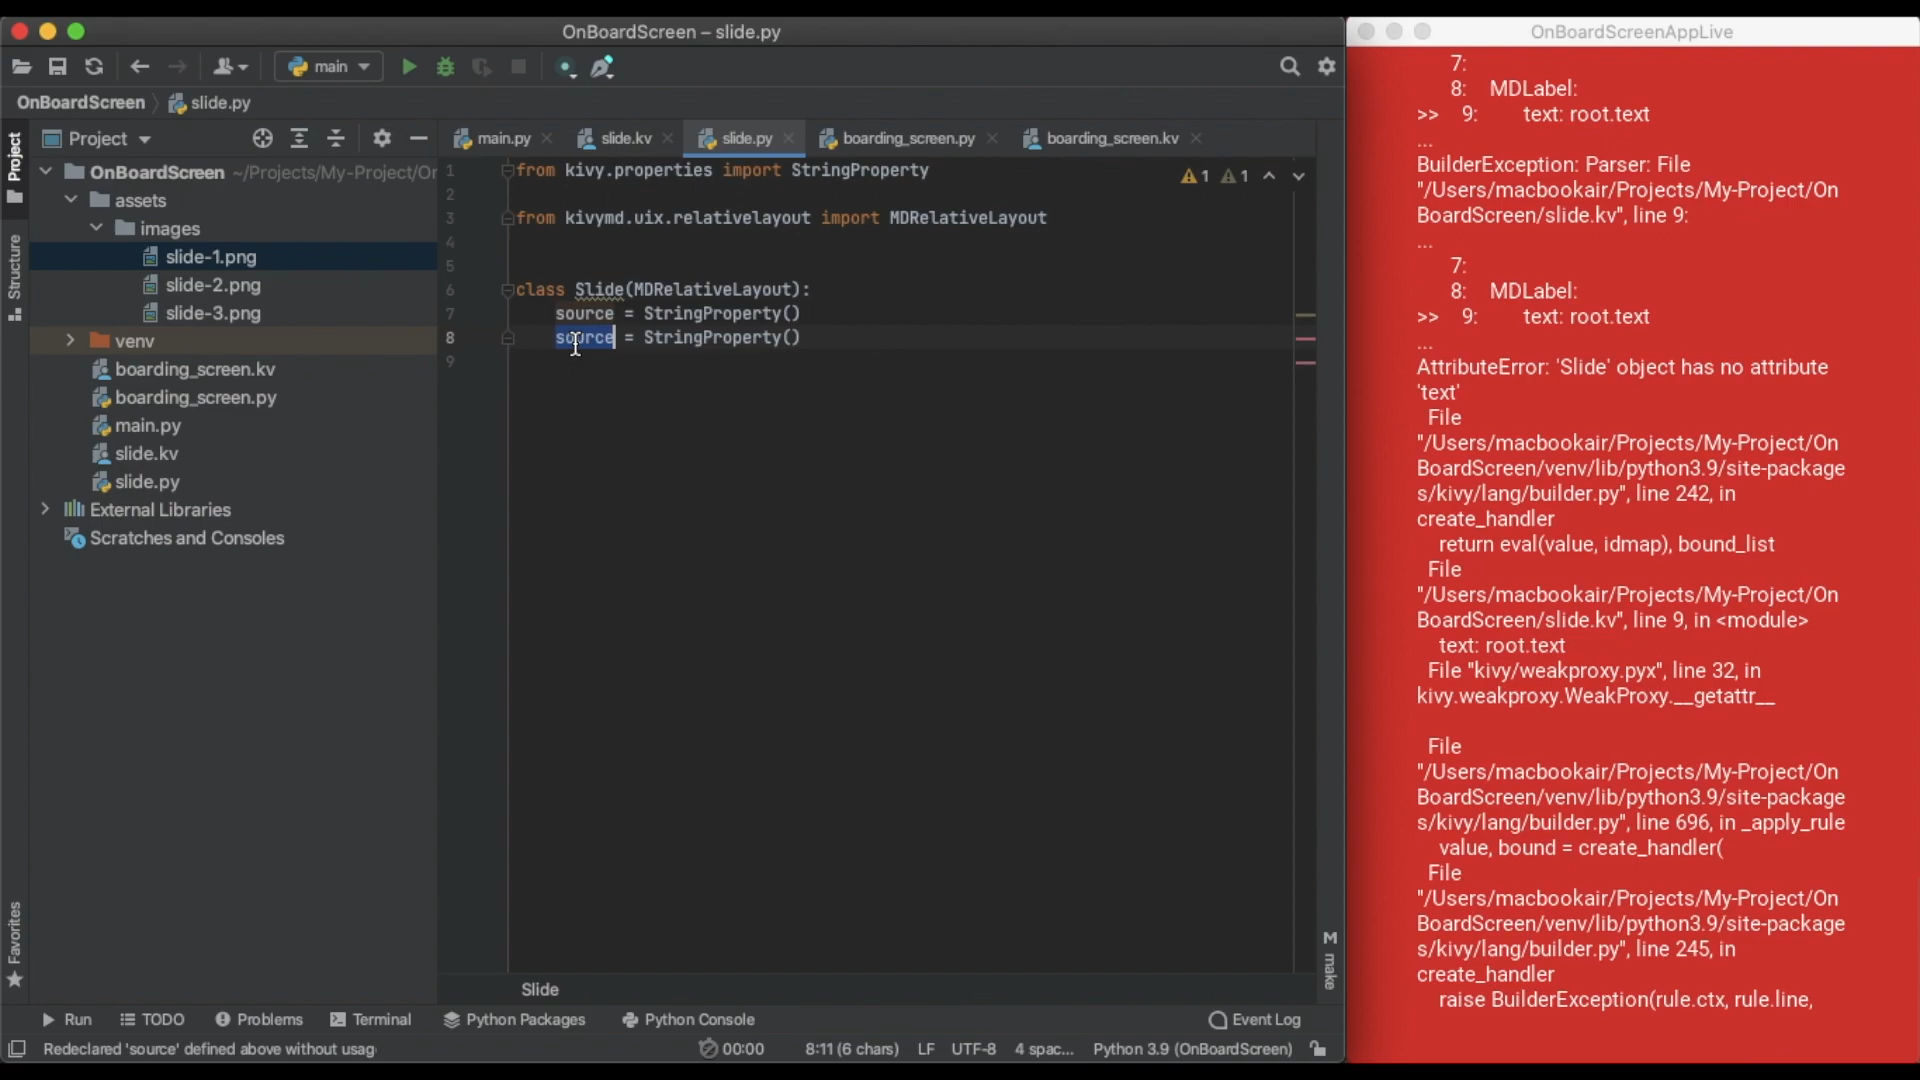 OnBoardScreen – slide.py
main
OnBoardScreen
slide.py
Project
main.py
slide.kv
slide.py
boarding_screen.py
boarding_screen.kv
Project
Structure
Favorites
OnBoardScreen ~/Projects/My-Project/Or
assets
images
slide-1.png
slide-2.png
slide-3.png
venv
boarding_screen.kv
boarding_screen.py
main.py
slide.kv
slide.py
External Libraries
Scratches and Consoles
1 from kivy.properties import StringProperty
2
3 from kivymd.uix.relativelayout import MDRelativeLayout
4
5
6 class Slide(MDRelativeLayout):
7 source = StringProperty()
8 source = StringProperty()
9
1 1
Slide
M make
Run
TODO
Problems
Terminal
Python Packages
Python Console
Event Log
Redeclared 'source' defined above without usag
00:00
8:11 (6 chars)
LF
UTF-8
4 spac...
Python 3.9 (OnBoardScreen)
OnBoardScreenAppLive
7:
8: MDLabel:
>> 9: text: root.text
...
BuilderException: Parser: File
"/Users/macbookair/Projects/My-Project/On
BoardScreen/slide.kv", line 9:
...
7:
8: MDLabel:
>> 9: text: root.text
...
AttributeError: 'Slide' object has no attribute
'text'
File
"/Users/macbookair/Projects/My-Project/On
BoardScreen/venv/lib/python3.9/site-package
s/kivy/lang/builder.py", line 242, in
create_handler
return eval(value, idmap), bound_list
File
"/Users/macbookair/Projects/My-Project/On
BoardScreen/slide.kv", line 9, in <module>
text: root.text
File "kivy/weakproxy.pyx", line 32, in
kivy.weakproxy.WeakProxy.__getattr__
File
"/Users/macbookair/Projects/My-Project/On
BoardScreen/venv/lib/python3.9/site-package
s/kivy/lang/builder.py", line 696, in _apply_rule
value, bound = create_handler(
File
"/Users/macbookair/Projects/My-Project/On
BoardScreen/venv/lib/python3.9/site-package
s/kivy/lang/builder.py", line 245, in
create_handler
raise BuilderException(rule.ctx, rule.line,